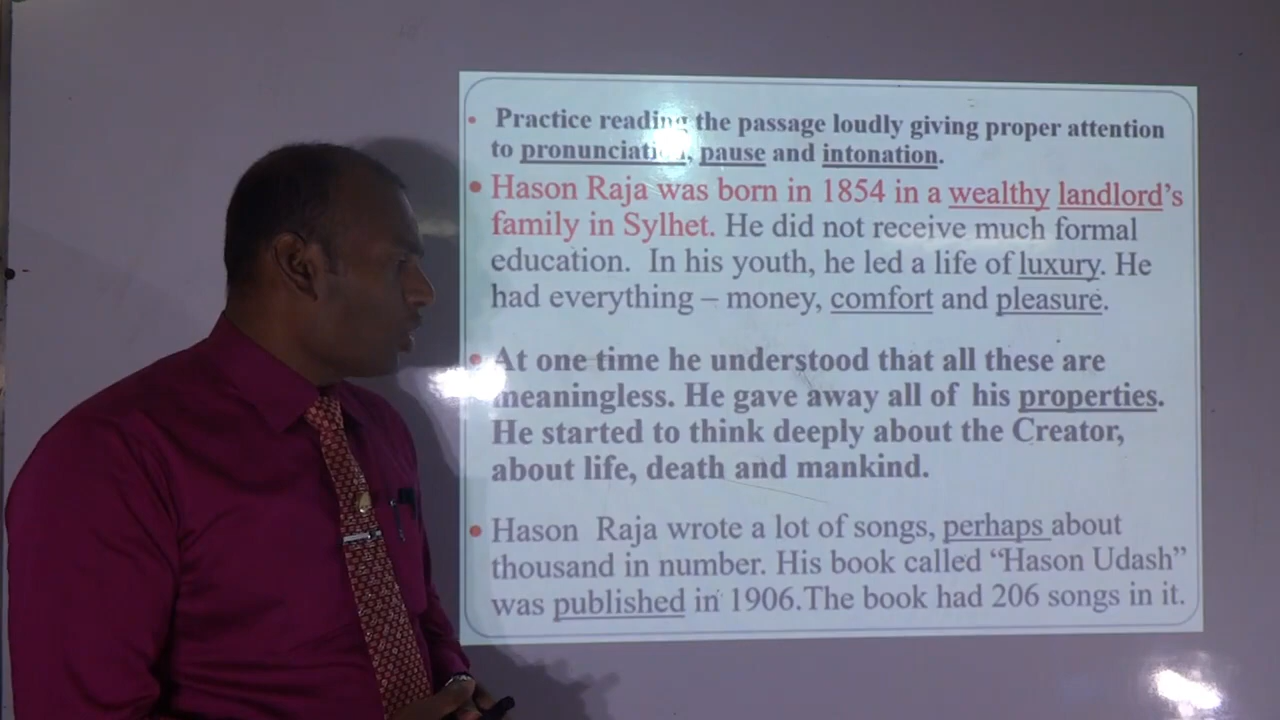 • Practice reading the passage loudly giving proper attention
to pronunciation, pause and intonation.
• Hason Raja was born in 1854 in a wealthy landlord’s
family in Sylhet. He did not receive much formal
education. In his youth, he led a life of luxury. He
had everything – money, comfort and pleasure.
• At one time he understood that all these are
meaningless. He gave away all of his properties.
He started to think deeply about the Creator,
about life, death and mankind.
• Hason Raja wrote a lot of songs, perhaps about
thousand in number. His book called “Hason Udash”
was published in 1906.The book had 206 songs in it.